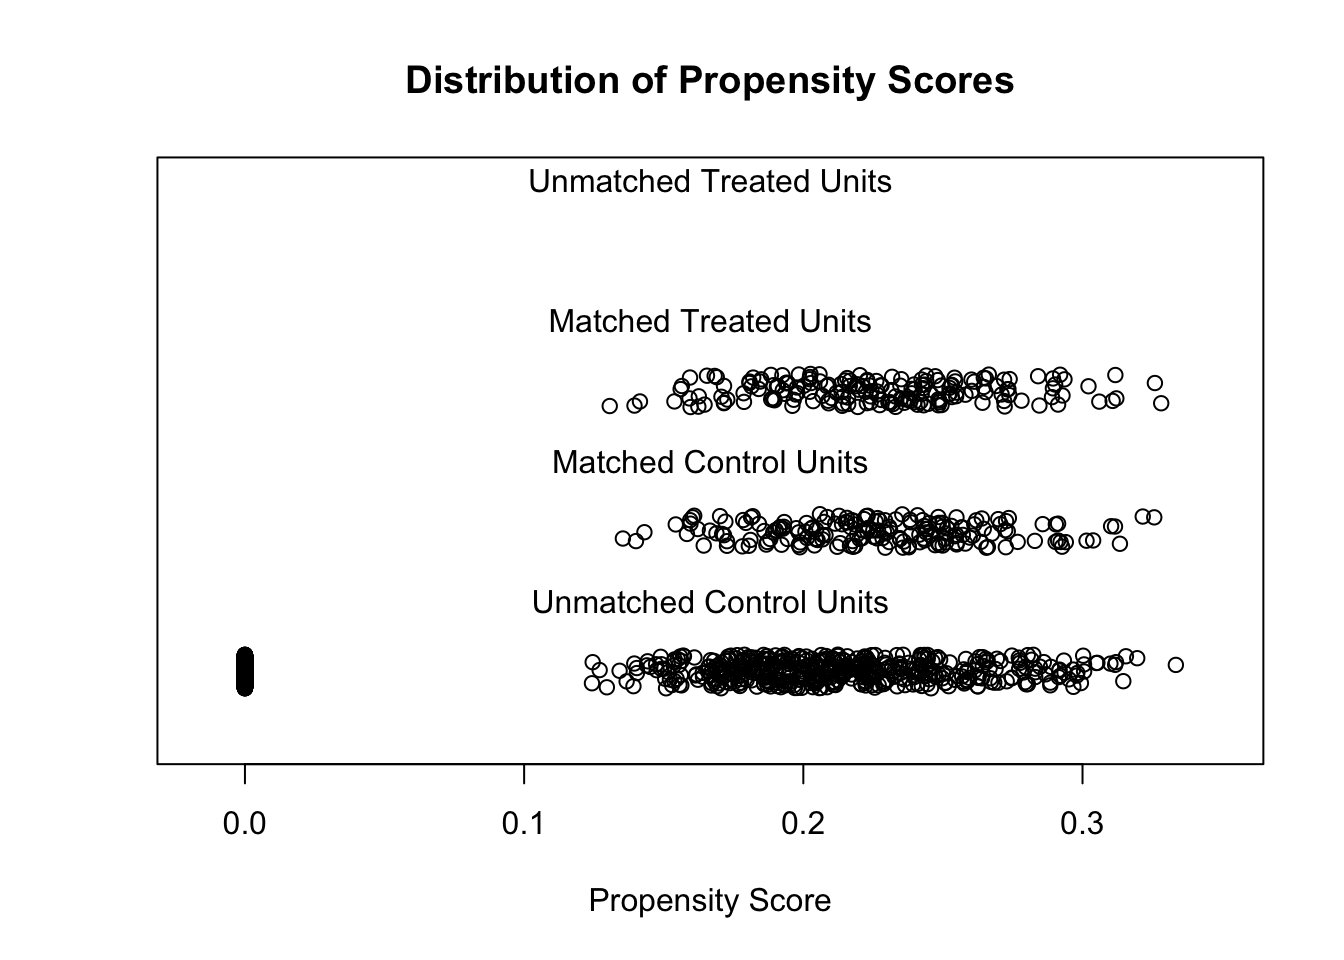 Distribution of Propensity Scores
Unmatched Treated Units
Matched Treated Units
Matched Control Units
Unmatched Control Units
0.0 0.1 0.2 0.3
Propensity Score